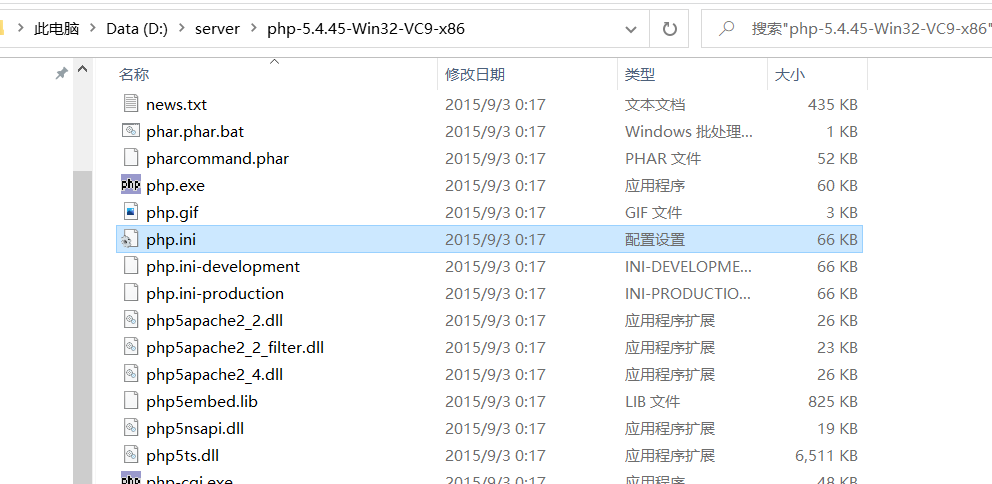 此电脑 > Data (D:) > server > php-5.4.45-Win32-VC9-x86 搜索"php-5.4.45-Win32-VC9-x86"
名称 修改日期 类型 大小
news.txt 2015/9/3 0:17 文本文档 435 KB
phar.phar.bat 2015/9/3 0:17 Windows 批处理... 1 KB
pharcommand.phar 2015/9/3 0:17 PHAR 文件 52 KB
php php.exe 2015/9/3 0:17 应用程序 60 KB
php.gif 2015/9/3 0:17 GIF 文件 3 KB
php.ini 2015/9/3 0:17 配置设置 66 KB
php.ini-development 2015/9/3 0:17 INI-DEVELOPME... 66 KB
php.ini-production 2015/9/3 0:17 INI-PRODUCTIO... 66 KB
php5apache2_2.dll 2015/9/3 0:17 应用程序扩展 26 KB
php5apache2_2_filter.dll 2015/9/3 0:17 应用程序扩展 23 KB
php5apache2_4.dll 2015/9/3 0:17 应用程序扩展 26 KB
php5embed.lib 2015/9/3 0:17 LIB 文件 825 KB
php5nsapi.dll 2015/9/3 0:17 应用程序扩展 19 KB
php5ts.dll 2015/9/3 0:17 应用程序扩展 6,511 KB
php php-cgi.exe 2015/9/3 0:17 应用程序 48 KB